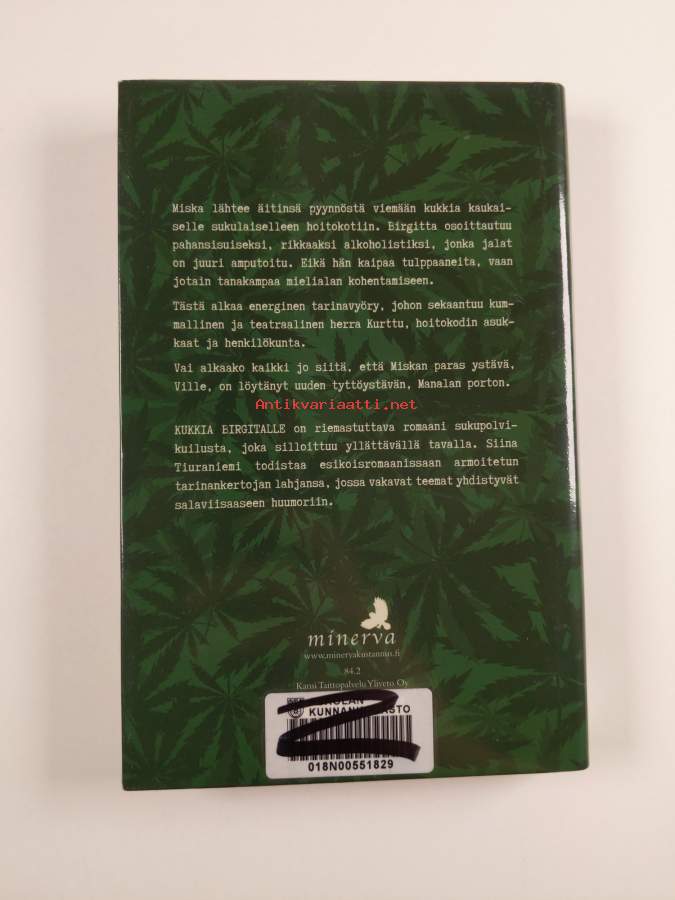 Miska lähtee äitinsä pyynnöstä viemään kukkia kaukai-
selle sukulaiselleen hoitokotiin. Birgitta osoittautuu
pahansisuiseksi, rikkaaksi alkoholistiksi, jonka jalat
on juuri amputoitu. Eikä hän kaipaa tulppaaneita, vaan
jotain tanakampaa mielialan kohentamiseen.
Tästä alkaa energinen tarinavyöry, johon sekaantuu kum-
mallinen ja teatraalinen herra Kurttu, hoitokodin asuk-
kaat ja henkilökunta.
Vai alkaako kaikki jo siitä, että Miskan paras ystävä,
Ville, on löytänyt uuden tyttöystävän, Manalan porton.
Antikvariaatti.net
KUKKIA BIRGITALLE on riemastuttava romaani sukupolvi-
kuilusta, joka silloittuu yllättävällä tavalla. Siina
Tiuraniemi todistaa esikoisromaanissaan armoitetun
tarinankertojan lahjansa, jossa vakavat teemat yhdistyvät
salaviisaaseen huumoriin.
minerva
www.minervakustannus.fi
84.2
Kansi Taittopalvelu Yliveto Oy
018N00551829